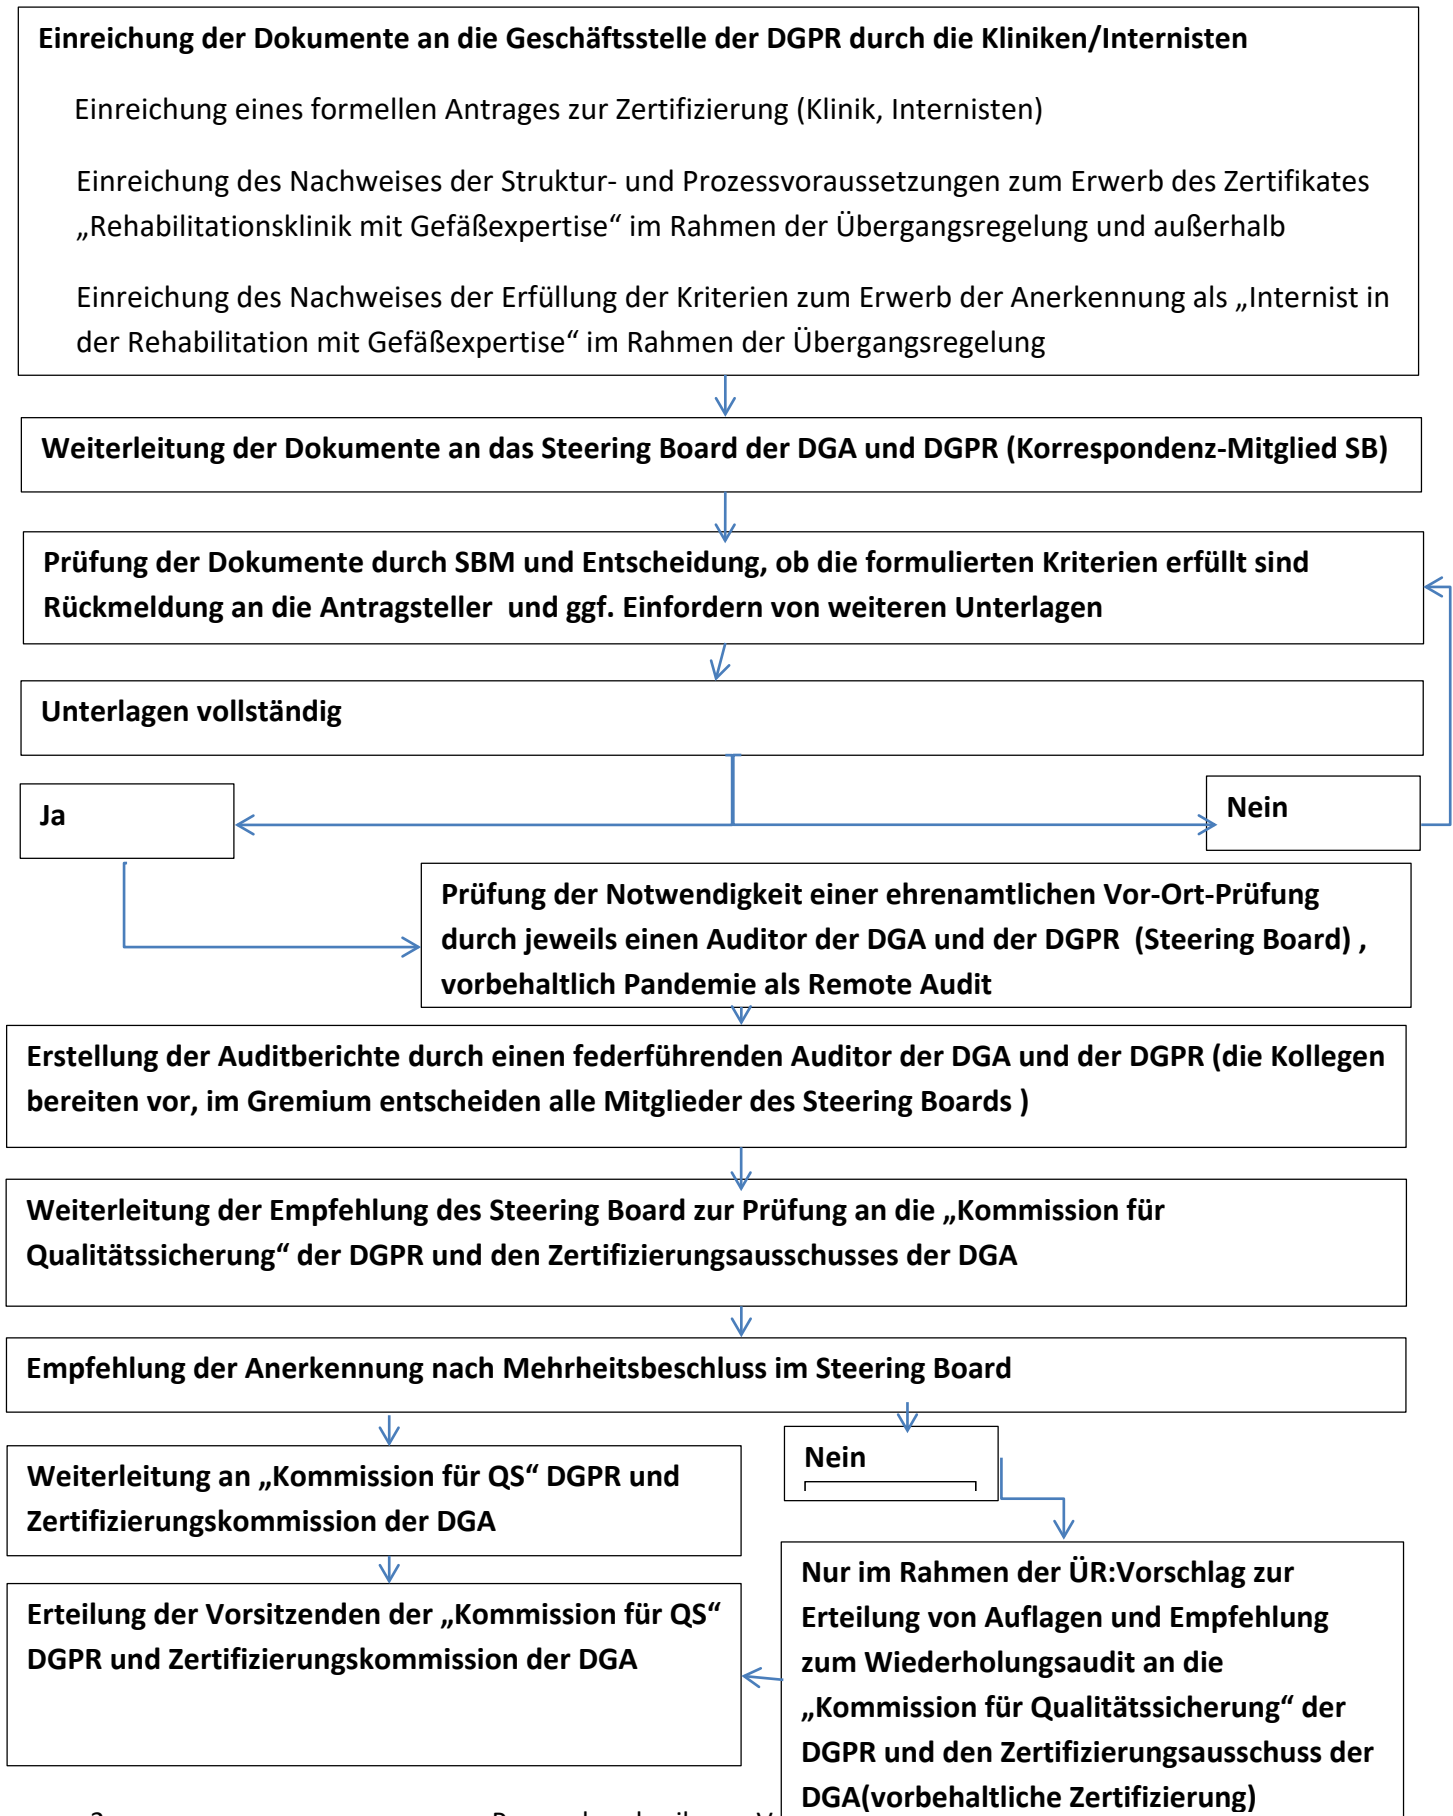 Einreichung der Dokumente an die Geschäftsstelle der DGPR durch die Kliniken/Internisten
Einreichung eines formellen Antrages zur Zertifizierung (Klinik, Internisten)
Einreichung des Nachweises der Struktur- und Prozessvoraussetzungen zum Erwerb des Zertifikates
„Rehabilitationsklinik mit Gefäßexpertise“ im Rahmen der Übergangsregelung und außerhalb
Einreichung des Nachweises der Erfüllung der Kriterien zum Erwerb der Anerkennung als „Internist in
der Rehabilitation mit Gefäßexpertise“ im Rahmen der Übergangsregelung
Weiterleitung der Dokumente an das Steering Board der DGA und DGPR (Korrespondenz-Mitglied SB)
Prüfung der Dokumente durch SBM und Entscheidung, ob die formulierten Kriterien erfüllt sind
Rückmeldung an die Antragsteller  und ggf. Einfordern von weiteren Unterlagen
Unterlagen vollständig
Ja
Nein
Prüfung der Notwendigkeit einer ehrenamtlichen Vor-Ort-Prüfung
durch jeweils einen Auditor der DGA und der DGPR  (Steering Board) ,
vorbehaltlich Pandemie als Remote Audit
Erstellung der Auditberichte durch einen federführenden Auditor der DGA und der DGPR (die Kollegen
bereiten vor, im Gremium entscheiden alle Mitglieder des Steering Boards )
Weiterleitung der Empfehlung des Steering Board zur Prüfung an die „Kommission für
Qualitätssicherung“ der DGPR und den Zertifizierungsausschusses der DGA
Empfehlung der Anerkennung nach Mehrheitsbeschluss im Steering Board
Weiterleitung an „Kommission für QS“ DGPR und
Zertifizierungskommission der DGA
Nein
Erteilung der Vorsitzenden der „Kommission für QS“
DGPR und Zertifizierungskommission der DGA
Nur im Rahmen der ÜR:Vorschlag zur
Erteilung von Auflagen und Empfehlung
zum Wiederholungsaudit an die
„Kommission für Qualitätssicherung“ der
DGPR und den Zertifizierungsausschuss der
DGA(vorbehaltliche Zertifizierung)